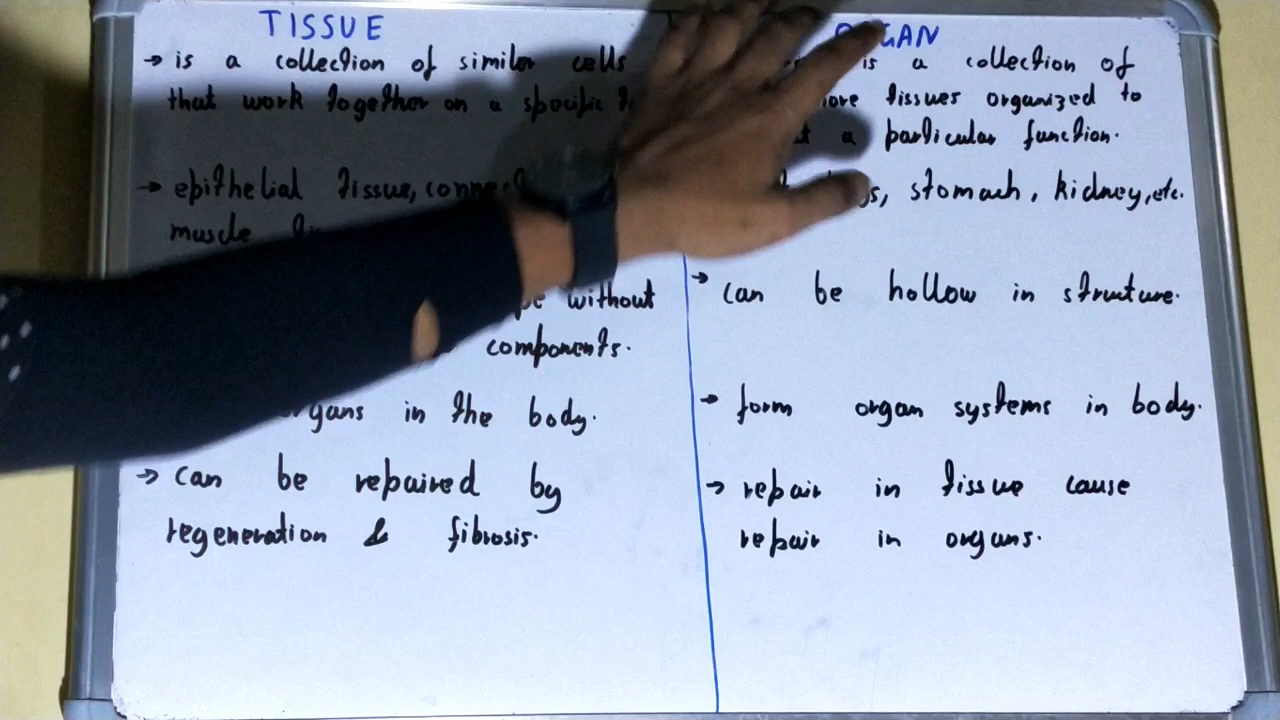 TISSUE
→ is a collection of similar cells
that work together on a specific
→ epithelial tissue,
muscle
without
components.
organs in the body.
→ can be repaired by
regeneration & fibrosis.
ORGAN
is a collection of
tissues organized to
a particular function.
stomach, kidney, etc.
→ can be hollow in structure.
→ form organ systems in body.
→ repair in tissue cause
repair in organs.